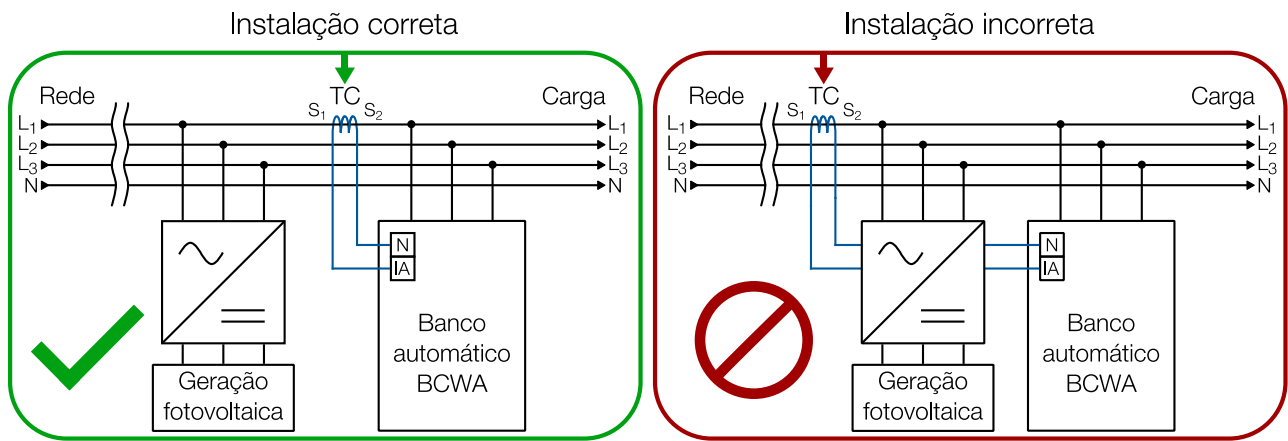 Instalação correta
TC
Rede
S1 S2
Carga
L1 L1
L2 L2
L3 L3
N N
N
IA
Banco
automático
BCWA
Geração
fotovoltaica
Instalação incorreta
TC
Rede
S1 S2
Carga
L1 L1
L2 L2
L3 L3
N N
N
IA
Banco
automático
BCWA
Geração
fotovoltaica